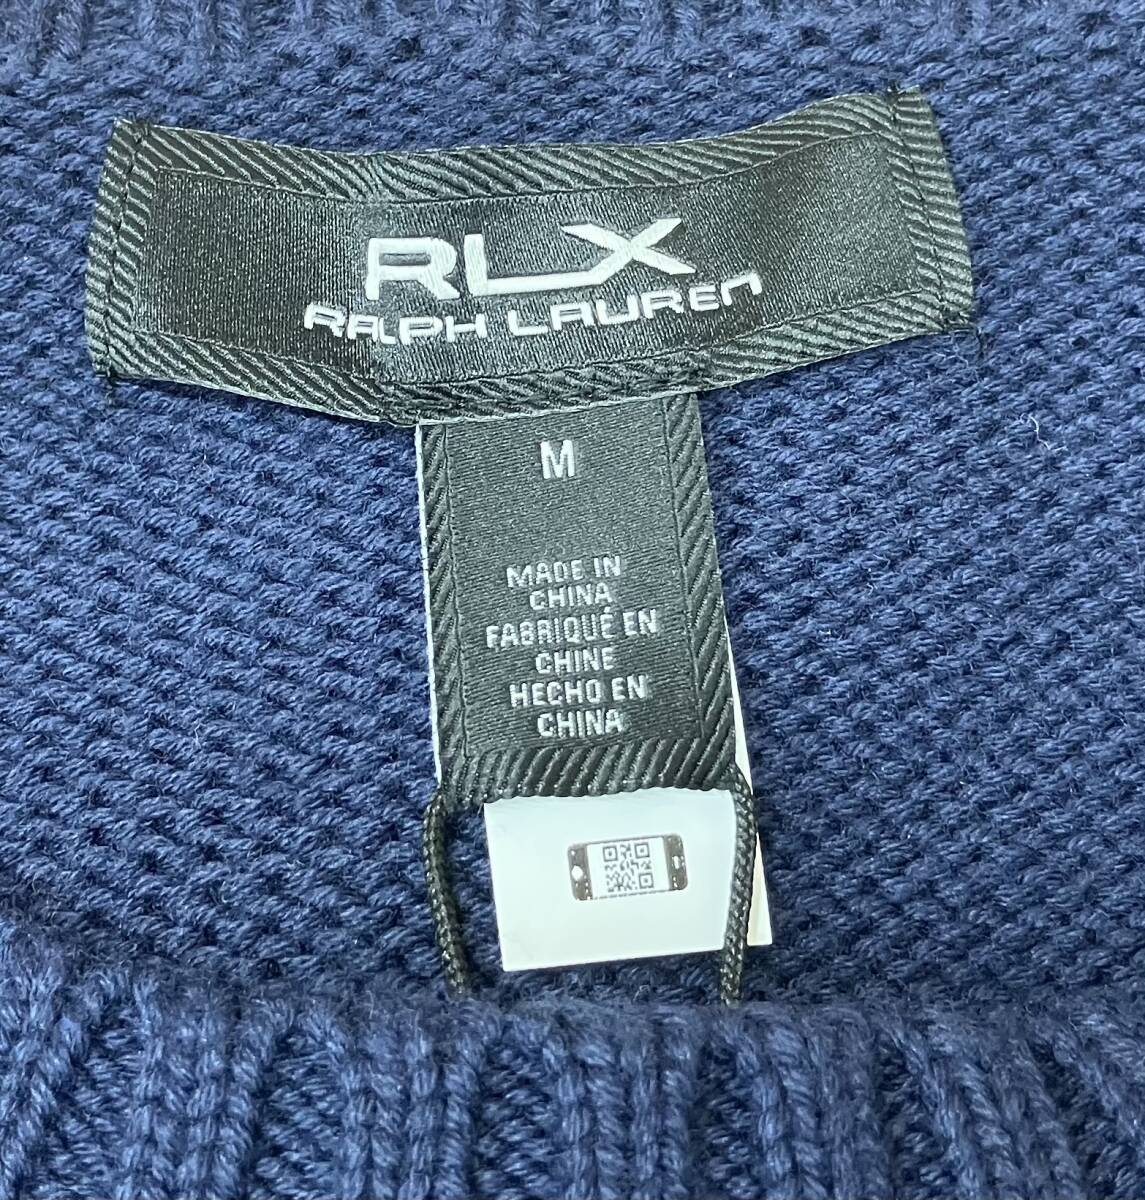 RLX
RALPH LAUREN
M
MADE IN
CHINA
FABRIQUÉ EN
CHINE
HECHO EN
CHINA